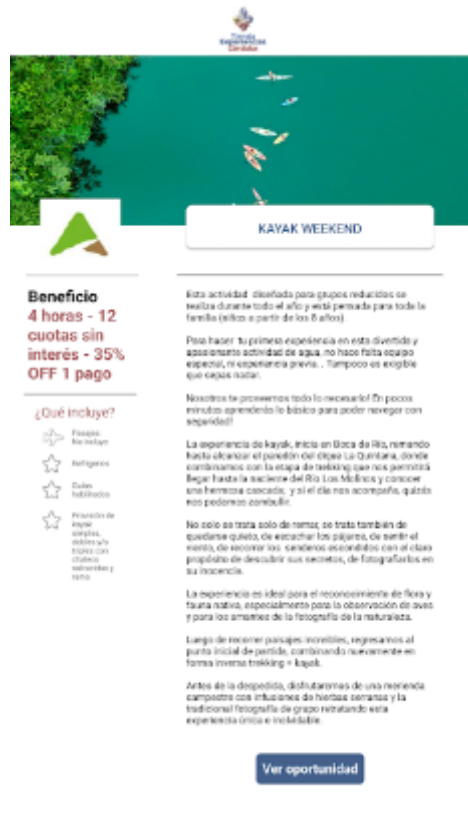 Tienda
Experiencias
Córdoba
KAYAK WEEKEND
Beneficio
4 horas - 12
cuotas sin
interés - 35%
OFF 1 pago
¿Qué incluye?
Pasajes:
No incluye
Refrigerios
Guías
habilitados
Provisión de
kayak
simples,
dobles y/o
triples con
chaleco
salvavidas y
remo
Esta actividad diseñada para grupos reducidos se
realiza durante todo el año y está pensada para toda la
familia (niños a partir de los 8 años).
Para hacer tu primera experiencia en esta divertida y
apasionante actividad de agua, no hace falta equipo
especial, ni experiencia previa. . Tampoco es exigible
que sepas nadar.
Nosotros te proveemos todo lo necesario! En pocos
minutos aprenderás lo básico para poder navegar con
seguridad!
La experiencia de kayak, inicia en Boca de Río, remando
hasta alcanzar el paredón del dique La Quintana, donde
combinamos con la etapa de trekking que nos permitirá
llegar hasta la naciente del Río Los Molinos y conocer
una hermosa cascada, y si el día nos acompaña, quizás
nos podamos zambullir.
No solo se trata solo de remar, se trata también de
quedarse quieto, de escuchar los pájaros, de sentir el
viento, de recorrer los senderos escondidos con el claro
propósito de descubrir sus secretos, de fotografiarlos en
su inocencia.
La experiencia es ideal para el reconocimiento de flora y
fauna nativa, especialmente para la observación de aves
y para los amantes de la fotografía de la naturaleza.
Luego de recorrer paisajes increíbles, regresamos al
punto inicial de partida, combinando nuevamente en
forma inversa trekking + kayak.
Antes de la despedida, disfrutaremos de una merienda
campestre con infusiones de hierbas serranas y la
tradicional fotografía de grupo retratando esta
experiencia única e inolvidable.
Ver oportunidad